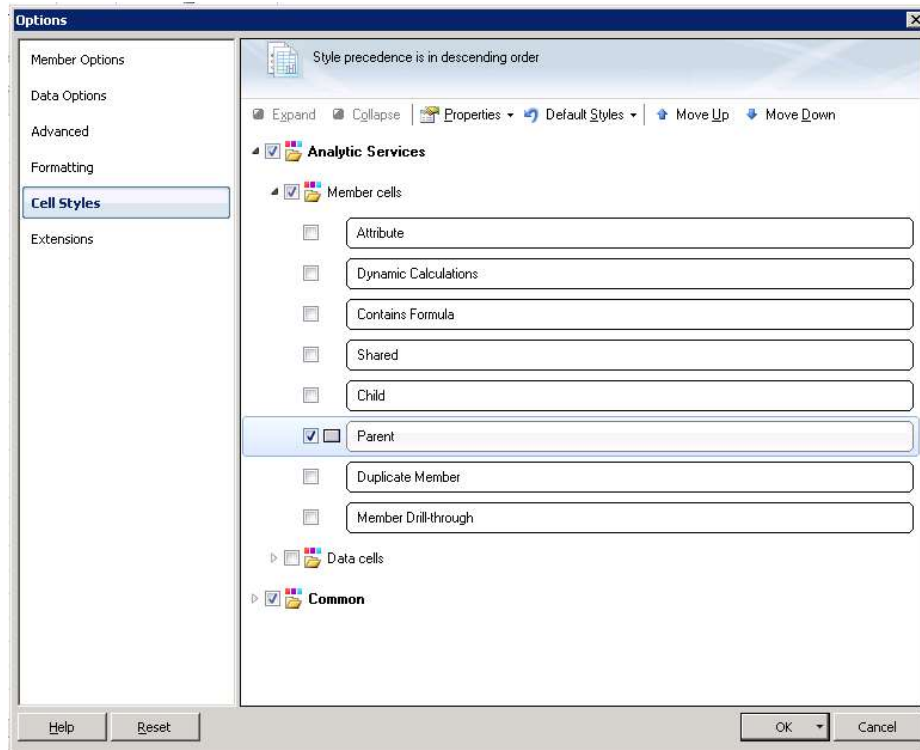 Options
Member Options
Data Options
Advanced
Formatting
Cell Styles
Extensions
Style precedence is in descending order
Expand Collapse Properties Default Styles Move Up Move Down
Analytic Services
Member cells
Attribute
Dynamic Calculations
Contains Formula
Shared
Child
Parent
Duplicate Member
Member Drill-through
Data cells
Common
Help Reset OK Cancel